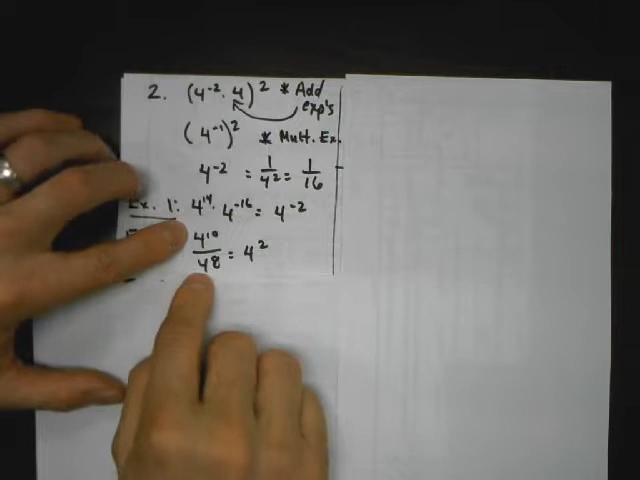 2. (4⁻² · 4)² * Add exp's
(4⁻¹)² * Mult. Ex.
4⁻² = 1/4² = 1/16
Ex. 1: 4¹⁴ · 4⁻¹⁶ = 4⁻²
4¹⁰/4⁸ = 4²